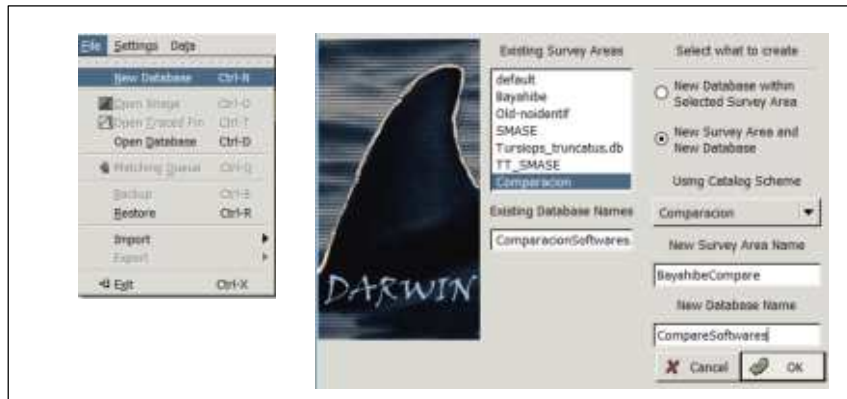 File Settings Data
New Database Ctrl-N
Open Image Ctrl-O
Open Traced Fin Ctrl-T
Open Database Ctrl-D
Matching Queue Ctrl-Q
Backup Ctrl-B
Restore Ctrl-R
Import
Export
Exit Ctrl-X
DARWIN
Existing Survey Areas
default
Bayahibe
Old-noidentif
SMASE
Tursiops_truncatus.db
TT_SMASE
Comparacion
Existing Database Names
ComparacionSoftwares
Select what to create
New Database within
Selected Survey Area
New Survey Area and
New Database
Using Catalog Scheme
Comparacion
New Survey Area Name
BayahibeCompare
New Database Name
CompareSoftwares
Cancel OK